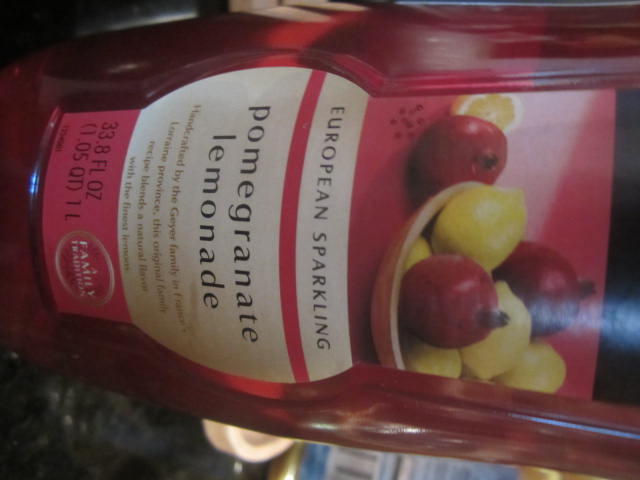 EUROPEAN SPARKLING
pomegranate
lemonade
Handcrafted by the Geyer family in France's
Lorraine province, this original family
recipe blends a natural flavor
with the finest lemons.
33.8 FL OZ
(1.05 QT), 1 L
A
FAMILY
TRADITION